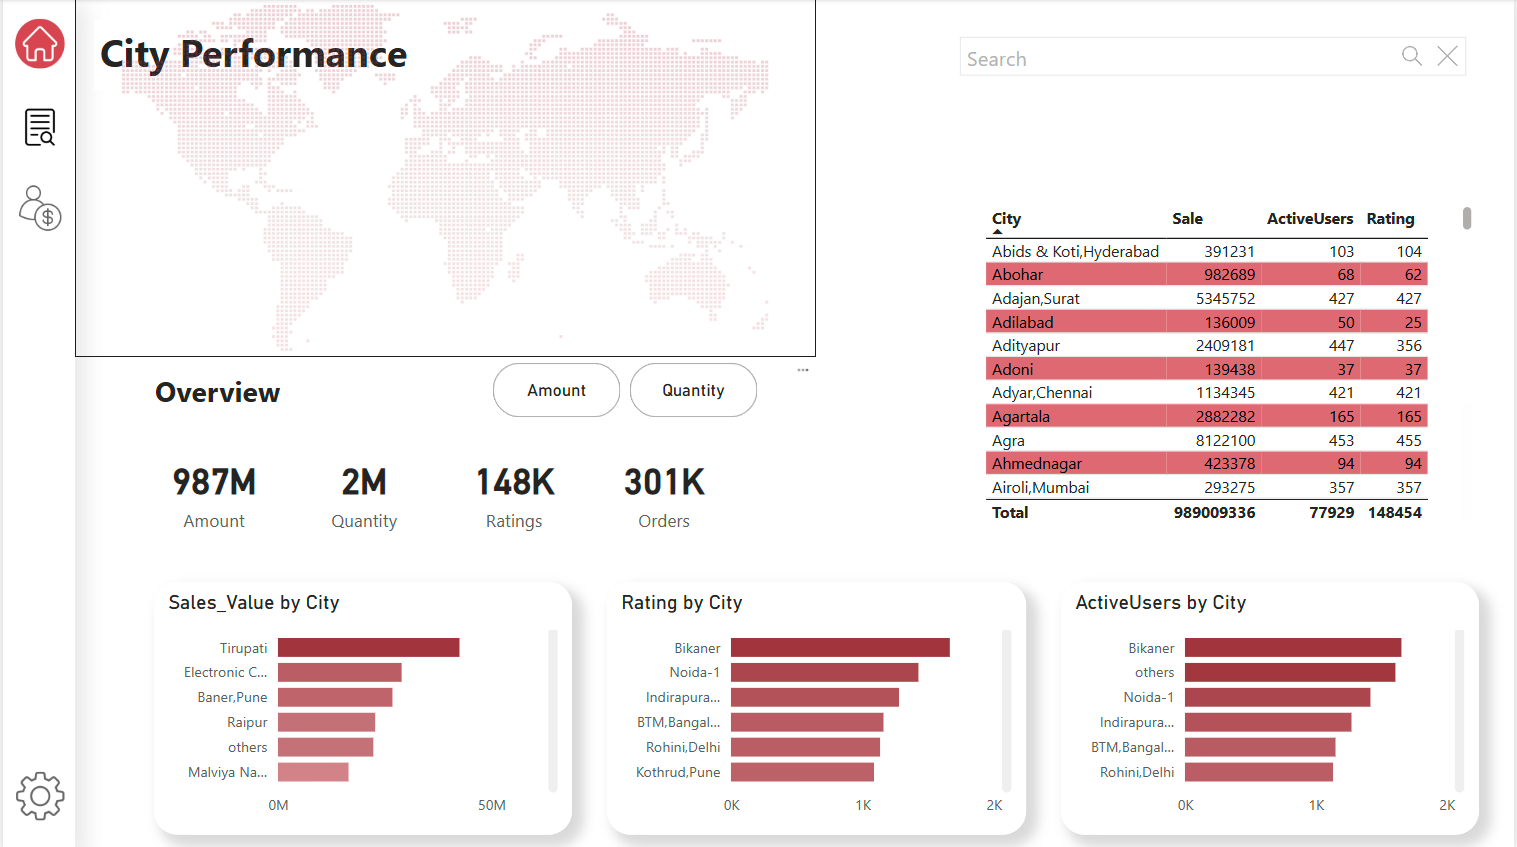 City Performance
Search
City Sale ActiveUsers Rating
Abids & Koti,Hyderabad 391231 103 104
Abohar 982689 68 62
Adajan,Surat 5345752 427 427
Adilabad 136009 50 25
Adityapur 2409181 447 356
Adoni 139438 37 37
Adyar,Chennai 1134345 421 421
Agartala 2882282 165 165
Agra 8122100 453 455
Ahmednagar 423378 94 94
Airoli,Mumbai 293275 357 357
Total 989009336 77929 148454
Overview
Amount Quantity
987M 2M 148K 301K
Amount Quantity Ratings Orders
Sales_Value by City
Tirupati
Electronic C...
Baner,Pune
Raipur
others
Malviya Na...
0M 50M
Rating by City
Bikaner
Noida-1
Indirapura...
BTM,Bangal...
Rohini,Delhi
Kothrud,Pune
0K 1K 2K
ActiveUsers by City
Bikaner
others
Noida-1
Indirapura...
BTM,Bangal...
Rohini,Delhi
0K 1K 2K